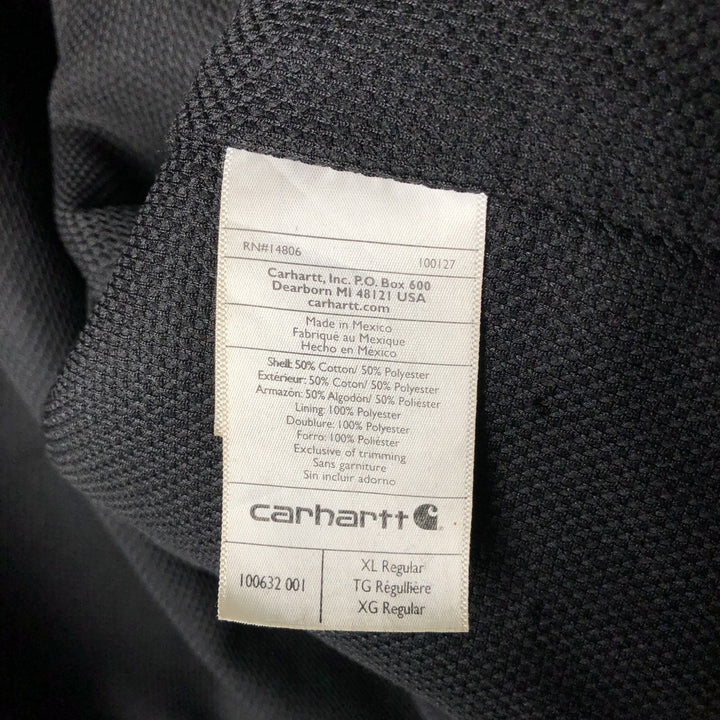 RN#14806 100127
Carhartt, Inc. P.O. Box 600
Dearborn MI 48121 USA
carhartt.com
Made in Mexico
Fabriqué au Mexique
Hecho en México
Shell: 50% Cotton/ 50% Polyester
Extérieur: 50% Coton/ 50% Polyester
Armazón: 50% Algodón/ 50% Poliéster
Lining: 100% Polyester
Doublure: 100% Polyester
Forro: 100% Poliéster
Exclusive of trimming
Sans garniture
Sin incluir adorno
carhartt
100632 001
XL Regular
TG Régullière
XG Regular